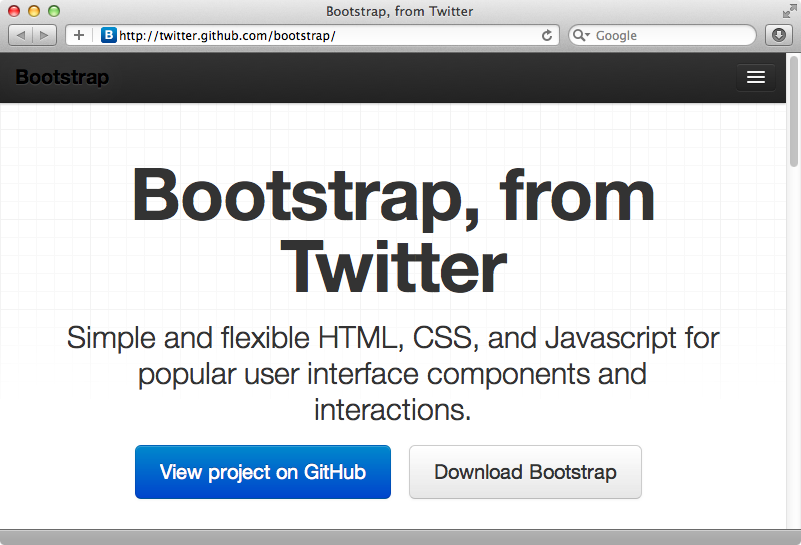 Bootstrap, from Twitter
B http://twitter.github.com/bootstrap/ Google
Bootstrap
Bootstrap, from
Twitter
Simple and flexible HTML, CSS, and Javascript for
popular user interface components and
interactions.
View project on GitHub Download Bootstrap